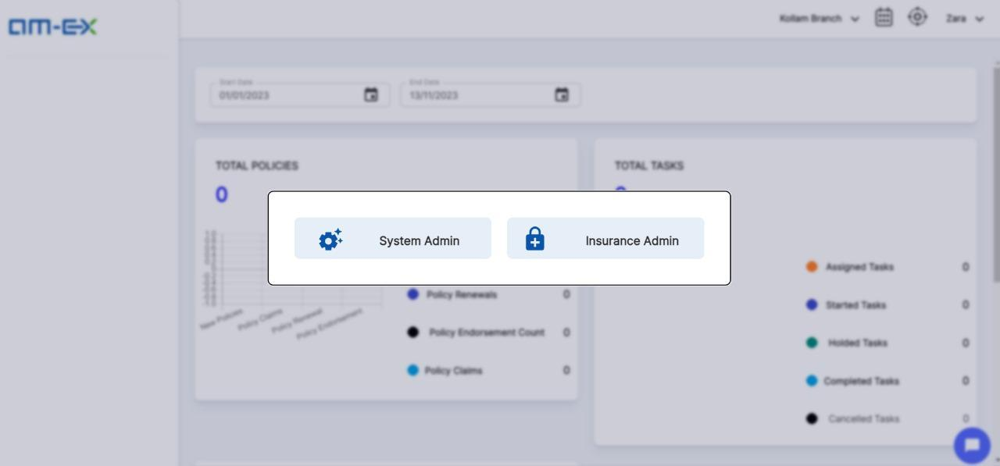 am-ex
Kollam Branch
Zara
Start Date
End Date
01/01/2023
13/11/2023
TOTAL POLICIES
0
TOTAL TASKS
System Admin
Insurance Admin
New Policies
Policy Claims
Policy Renewal
Policy Endorsement
Policy Renewals 0
Policy Endorsement Count 0
Policy Claims 0
Assigned Tasks 0
Started Tasks 0
Holded Tasks 0
Completed Tasks 0
Cancelled Tasks 0